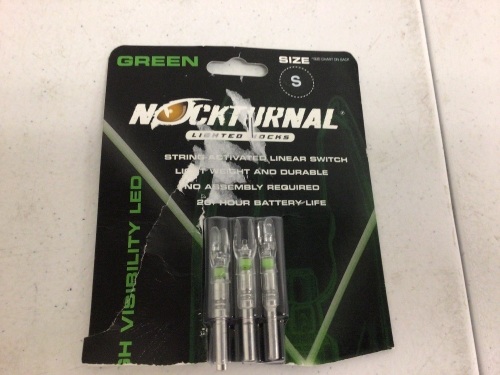 GREEN
SIZE
S
NOCKTURNAL
LIGHTED NOCKS
STRING ACTIVATED LINEAR SWITCH
LIGHT WEIGHT AND DURABLE
NO ASSEMBLY REQUIRED
20+ HOUR BATTERY LIFE
GH VISIBILITY LED